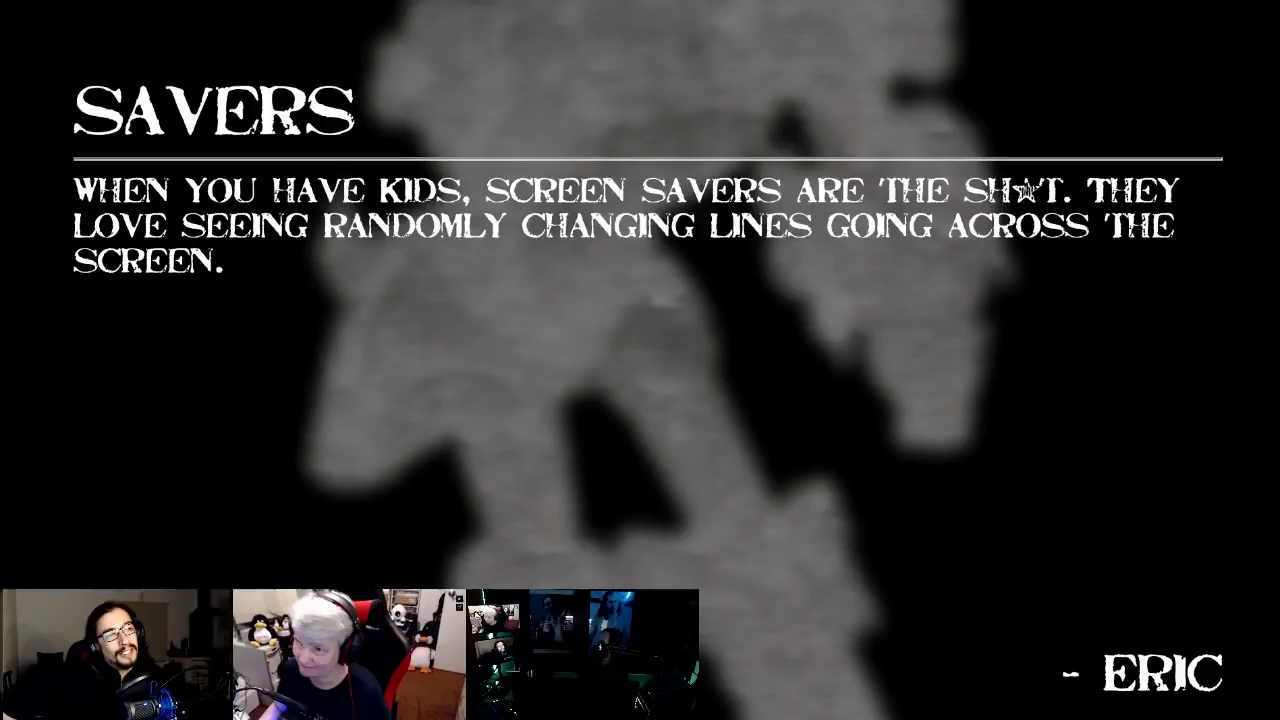 SAVERS
WHEN YOU HAVE KIDS, SCREEN SAVERS ARE THE SH☆T. THEY
LOVE SEEING RANDOMLY CHANGING LINES GOING ACROSS THE
SCREEN.
- ERIC